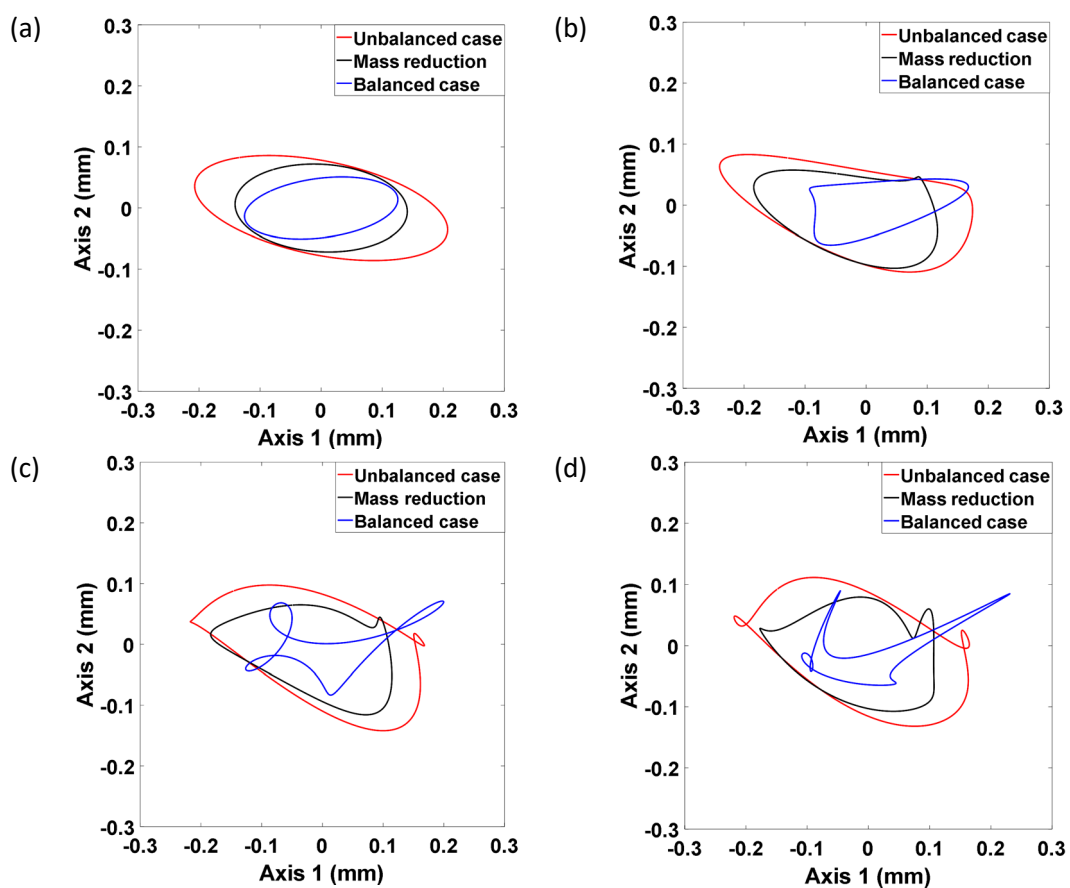 (a)
0.3
0.2
0.1
0
-0.1
-0.2
-0.3
Axis 2 (mm)
Unbalanced case
Mass reduction
Balanced case
-0.3 -0.2 -0.1 0 0.1 0.2 0.3
Axis 1 (mm)
(b)
0.3
0.2
0.1
0
-0.1
-0.2
-0.3
Axis 2 (mm)
Unbalanced case
Mass reduction
Balanced case
-0.3 -0.2 -0.1 0 0.1 0.2 0.3
Axis 1 (mm)
(c)
0.3
0.2
0.1
0
-0.1
-0.2
-0.3
Axis 2 (mm)
Unbalanced case
Mass reduction
Balanced case
-0.3 -0.2 -0.1 0 0.1 0.2 0.3
Axis 1 (mm)
(d)
0.3
0.2
0.1
0
-0.1
-0.2
-0.3
Axis 2 (mm)
Unbalanced case
Mass reduction
Balanced case
-0.3 -0.2 -0.1 0 0.1 0.2 0.3
Axis 1 (mm)